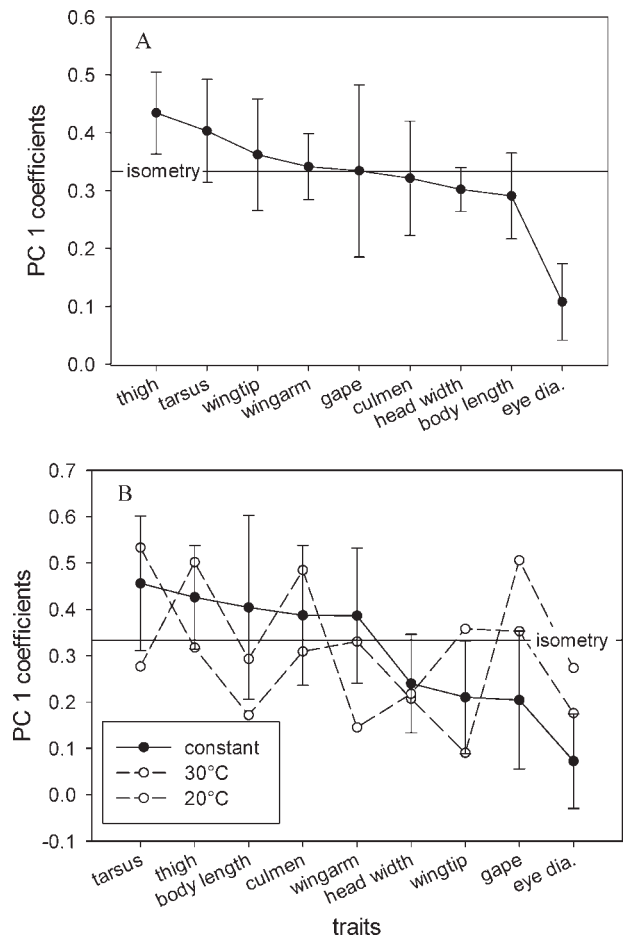 A
0.6
0.5
0.4
0.3
0.2
0.1
0.0
PC 1 coefficients
isometry
thigh
tarsus
wingtip
wingarm
gape
culmen
head width
body length
eye dia.
B
0.7
0.6
0.5
0.4
0.3
0.2
0.1
0.0
-0.1
PC 1 coefficients
isometry
constant
30°C
20°C
tarsus
thigh
body length
culmen
wingarm
head width
wingtip
gape
eye dia.
traits